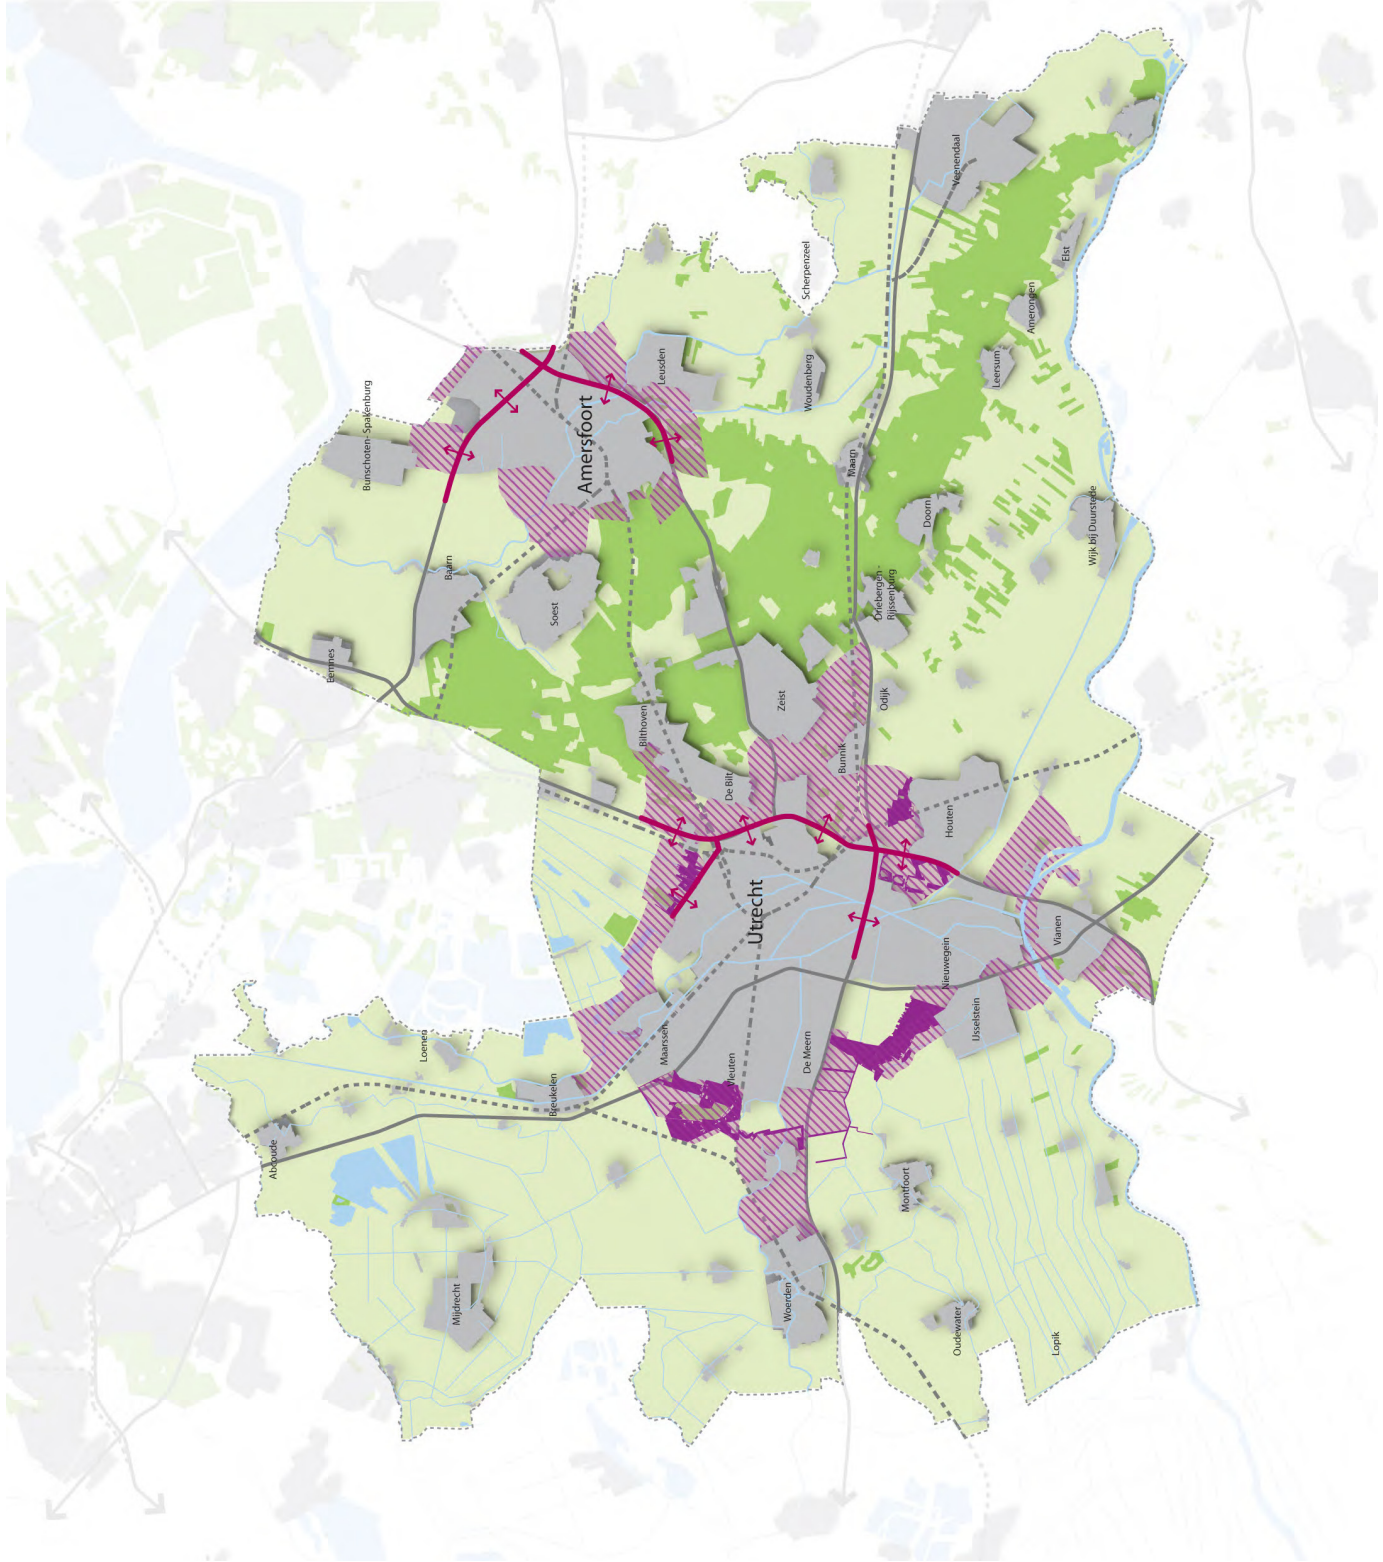 Bunschoten- Spakenburg
Eemnes
Baarn
Soest
Amersfoort
Leusden
Scherpenzeel
Woudenberg
Veenendaal
Elst
Amerongen
Leersum
Maarn
Doorn
Wijk bij Duurstede
Driebergen -
Rijssenburg
Zeist
Bilthoven
De Bilt
Bunnik
Odijk
Houten
Utrecht
Nieuwegein
Vianen
IJsselstein
De Meern
Vleuten
Maarssen
Breukelen
Loenen
Abcoude
Mijdrecht
Woerden
Montfoort
Oudewater
Lopik